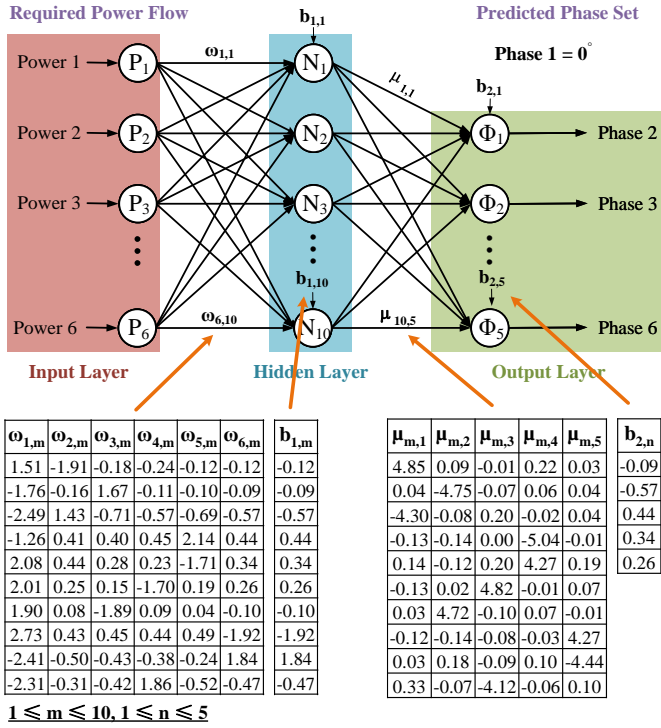 Required Power Flow
b1,1
Predicted Phase Set
Power 1 P1 ω1,1 N1 μ1,1 Phase 1 = 0°
b2,1
Power 2 P2 N2 Φ1 Phase 2
Power 3 P3 N3 Φ2 Phase 3
b1,10 b2,5
Power 6 P6 ω6,10 N10 μ10,5 Φ5 Phase 6
Input Layer Hidden Layer Output Layer
ω1,m ω2,m ω3,m ω4,m ω5,m ω6,m b1,m μm,1 μm,2 μm,3 μm,4 μm,5 b2,n
1.51 -1.91 -0.18 -0.24 -0.12 -0.12 -0.12 4.85 0.09 -0.01 0.22 0.03 -0.09
-1.76 -0.16 1.67 -0.11 -0.10 -0.09 -0.09 0.04 -4.75 -0.07 0.06 0.04 -0.57
-2.49 1.43 -0.71 -0.57 -0.69 -0.57 -0.57 -4.30 -0.08 0.20 -0.02 0.04 0.44
-1.26 0.41 0.40 0.45 2.14 0.44 0.44 -0.13 -0.14 0.00 -5.04 -0.01 0.34
2.08 0.44 0.28 0.23 -1.71 0.34 0.34 0.14 -0.12 0.20 4.27 0.19 0.26
2.01 0.25 0.15 -1.70 0.19 0.26 0.26 -0.13 0.02 4.82 -0.01 0.07
1.90 0.08 -1.89 0.09 0.04 -0.10 -0.10 0.03 4.72 -0.10 0.07 -0.01
2.73 0.43 0.45 0.44 0.49 -1.92 -1.92 -0.12 -0.14 -0.08 -0.03 4.27
-2.41 -0.50 -0.43 -0.38 -0.24 1.84 1.84 0.03 0.18 -0.09 0.10 -4.44
-2.31 -0.31 -0.42 1.86 -0.52 -0.47 -0.47 0.33 -0.07 -4.12 -0.06 0.10
1 ≤ m ≤ 10, 1 ≤ n ≤ 5